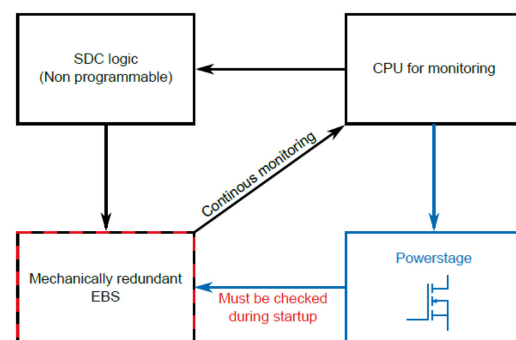 SDC logic
(Non programmable)
CPU for monitoring
Continous monitoring
Mechanically redundant
EBS
Must be checked
during startup
Powerstage